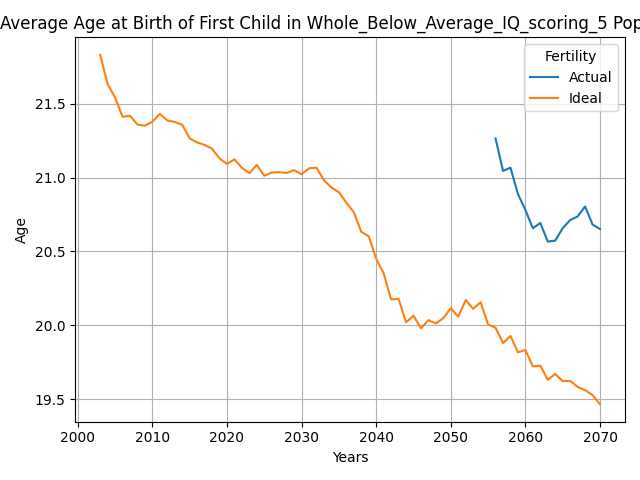 Average Age at Birth of First Child in Whole_Below_Average_IQ_scoring_5 Pop
Fertility
Actual
Ideal
21.5
21.0
20.5
20.0
19.5
Age
2000 2010 2020 2030 2040 2050 2060 2070
Years